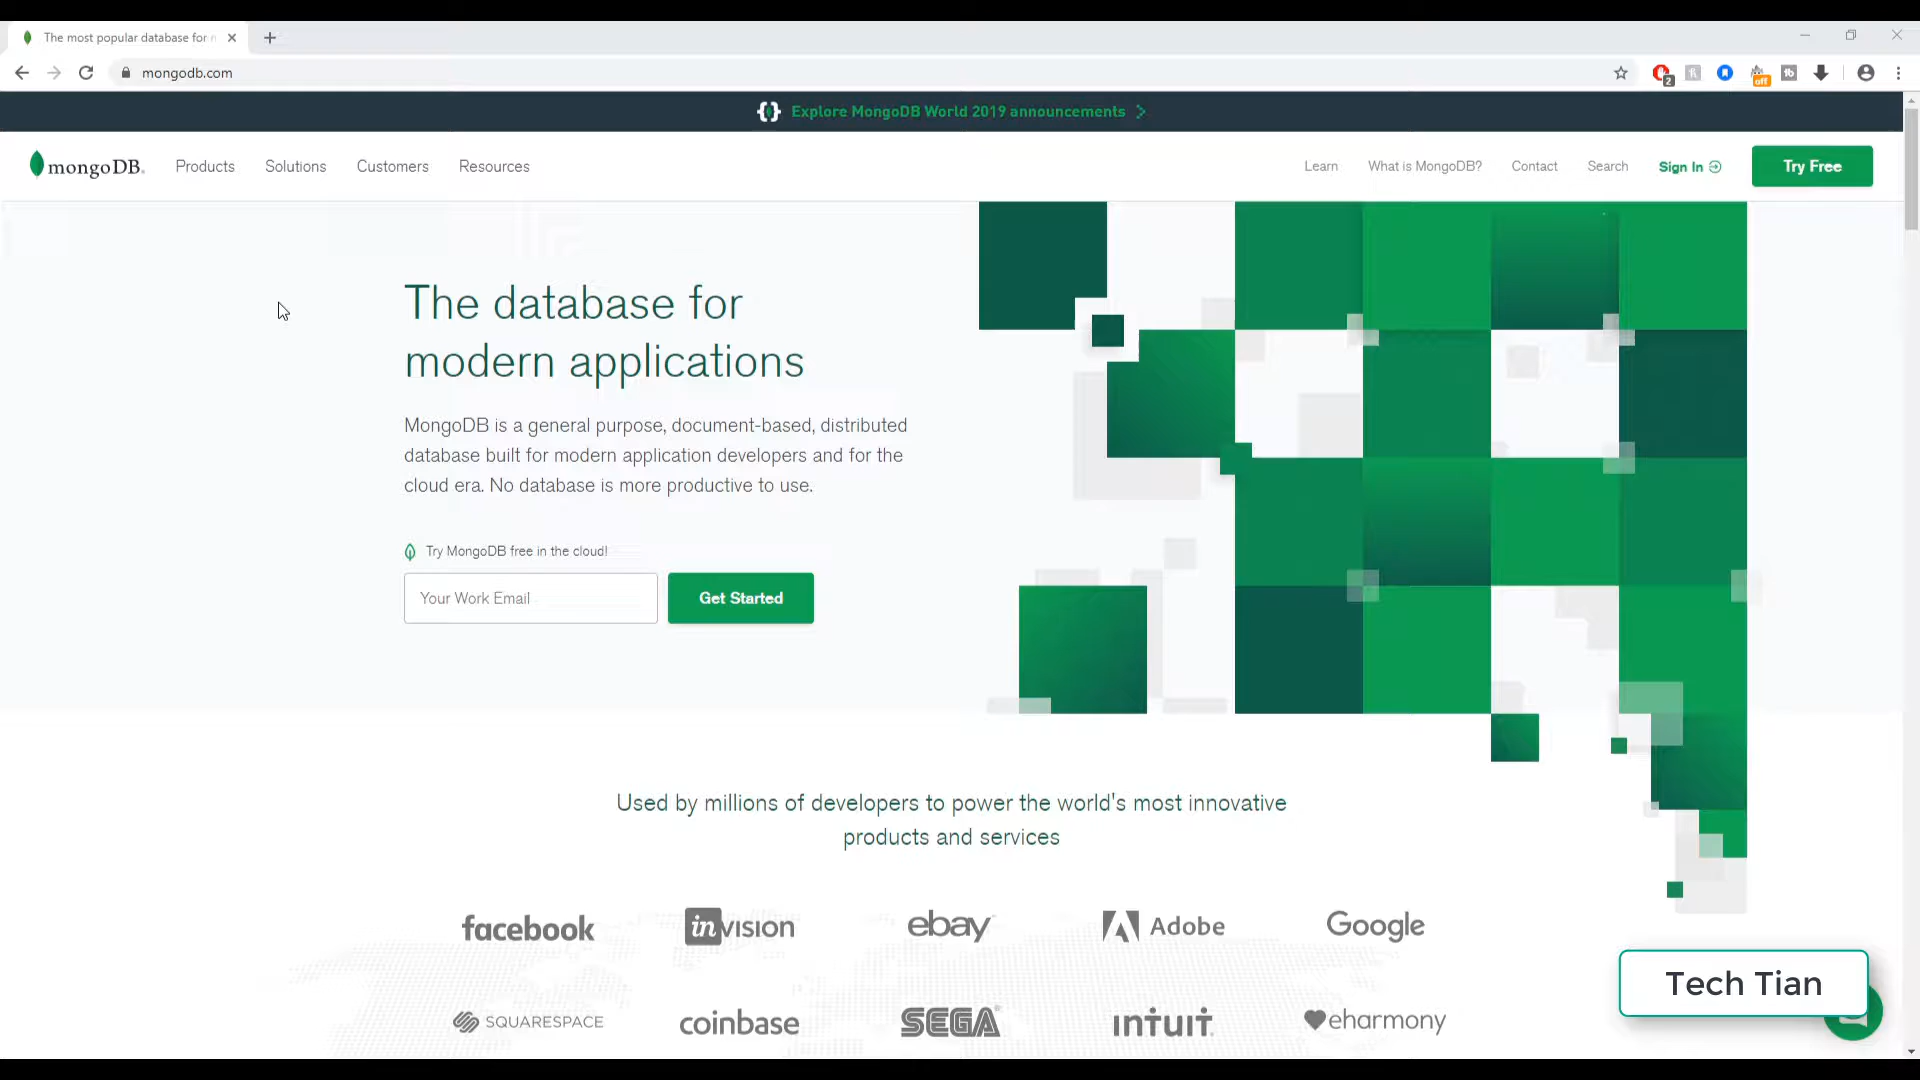 The most popular database for
mongodb.com
2
off
Explore MongoDB World 2019 announcements
mongoDB.
Products
Solutions
Customers
Resources
Learn
What is MongoDB?
Contact
Search
Sign In
Try Free
The database for
modern applications
MongoDB is a general purpose, document-based, distributed
database built for modern application developers and for the
cloud era. No database is more productive to use.
Try MongoDB free in the cloud!
Your Work Email
Get Started
Used by millions of developers to power the world's most innovative
products and services
facebook
invision
ebay
Adobe
Google
SQUARESPACE
coinbase
SEGA
intuit
eharmony
Tech Tian